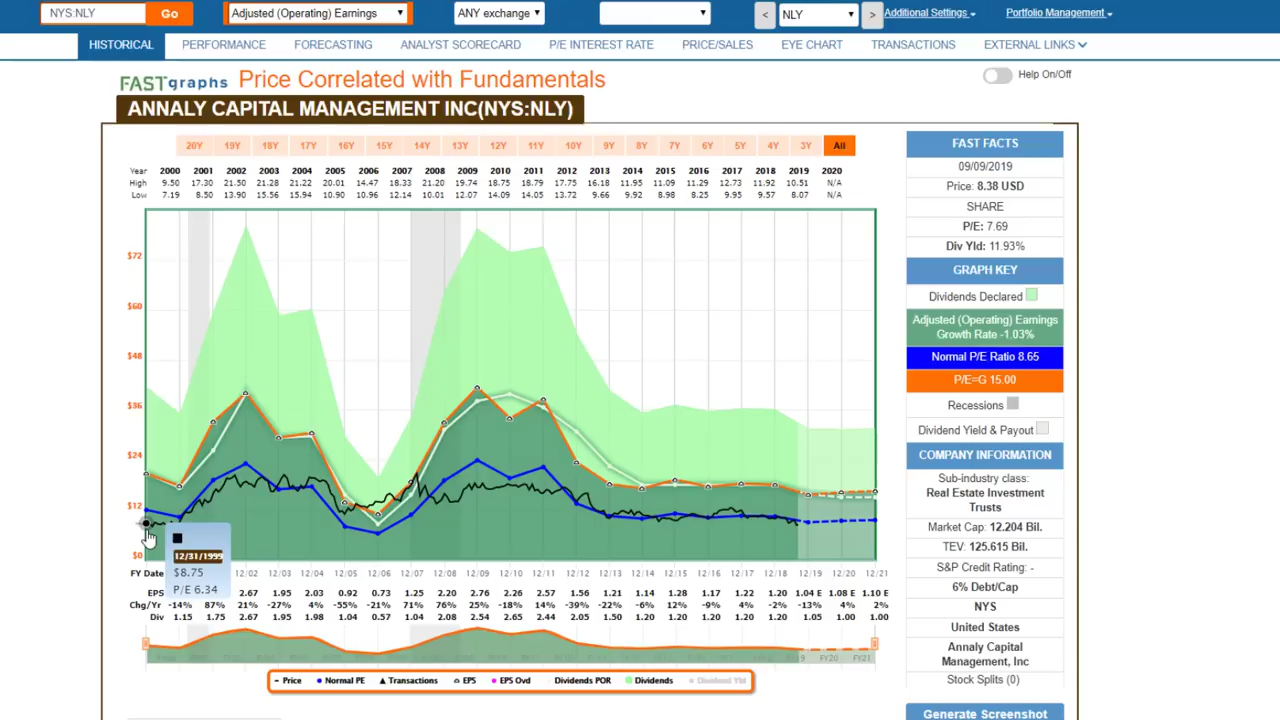 NYS:NLY
Go
Adjusted (Operating) Earnings
ANY exchange
<
NLY
>
Additional Settings
Portfolio Management
HISTORICAL PERFORMANCE FORECASTING ANALYST SCORECARD P/E INTEREST RATE PRICE/SALES EYE CHART TRANSACTIONS EXTERNAL LINKS
FASTgraphs Price Correlated with Fundamentals
Help On/Off
ANNALY CAPITAL MANAGEMENT INC(NYS:NLY)
20Y 19Y 18Y 17Y 16Y 15Y 14Y 13Y 12Y 11Y 10Y 9Y 8Y 7Y 6Y 5Y 4Y 3Y All
Year 2000 2001 2002 2003 2004 2005 2006 2007 2008 2009 2010 2011 2012 2013 2014 2015 2016 2017 2018 2019 2020
High 9.50 17.30 21.50 21.28 21.22 20.01 14.47 18.33 21.20 19.74 18.75 18.79 17.75 16.18 11.95 11.09 11.29 12.73 11.92 10.51 N/A
Low 7.19 8.50 13.90 15.56 15.94 10.90 10.96 12.14 10.01 12.07 14.09 14.05 13.72 9.66 9.92 8.98 8.25 9.95 9.57 8.07 N/A
$72
$60
$48
$36
$24
$12
$0
12/31/1999
$8.75
P/E 6.34
FY Date 12/02 12/03 12/04 12/05 12/06 12/07 12/08 12/09 12/10 12/11 12/12 12/13 12/14 12/15 12/16 12/17 12/18 12/19 12/20 12/21
EPS 2.67 1.95 2.03 0.92 0.73 1.25 2.20 2.76 2.26 2.57 1.56 1.21 1.14 1.28 1.17 1.22 1.20 1.04 E 1.08 E 1.10 E
Chg/Yr -14% 87% 21% -27% 4% -55% -21% 71% 76% 25% -18% 14% -39% -22% -6% 12% -9% 4% -2% -13% 4% 2%
Div 1.15 1.75 2.67 1.95 1.98 1.04 0.57 1.04 2.08 2.54 2.65 2.44 2.05 1.50 1.20 1.20 1.20 1.20 1.20 1.05 1.00 1.00
FY20 FY21
Price Normal PE Transactions EPS EPS Ovd Dividends POR Dividends Dividend Yld
FAST FACTS
09/09/2019
Price: 8.38 USD
SHARE
P/E: 7.69
Div Yld: 11.93%
GRAPH KEY
Dividends Declared
Adjusted (Operating) Earnings
Growth Rate -1.03%
Normal P/E Ratio 8.65
P/E=G 15.00
Recessions
Dividend Yield & Payout
COMPANY INFORMATION
Sub-industry class:
Real Estate Investment
Trusts
Market Cap: 12.204 Bil.
TEV: 125.615 Bil.
S&P Credit Rating: -
6% Debt/Cap
NYS
United States
Annaly Capital
Management, Inc
Stock Splits (0)
Generate Screenshot